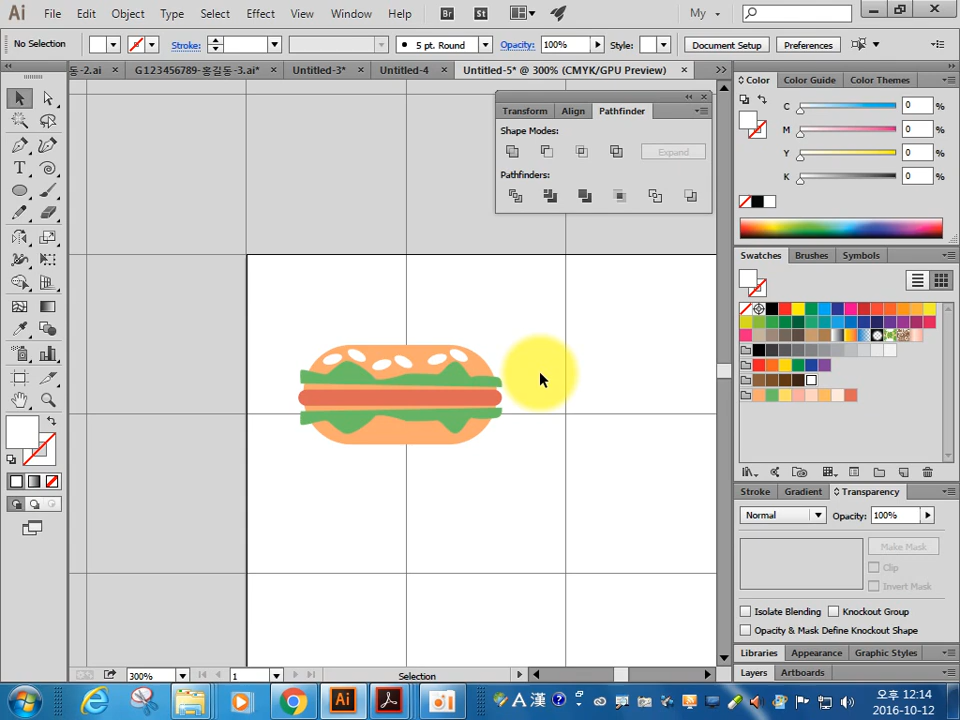 Ai File Edit Object Type Select Effect View Window Help Br St My
No Selection Stroke: 5 pt. Round Opacity: 100% Style: Document Setup Preferences
동-2.ai × G123456789-홍길동-3.ai* × Untitled-3* × Untitled-4 × Untitled-5* @ 300% (CMYK/GPU Preview) ×
Transform Align Pathfinder
Shape Modes:
Expand
Pathfinders:
Color Color Guide Color Themes
C 0 %
M 0 %
Y 0 %
K 0 %
Swatches Brushes Symbols
Stroke Gradient Transparency
Normal Opacity: 100%
Make Mask
Clip
Invert Mask
Isolate Blending Knockout Group
Opacity & Mask Define Knockout Shape
Libraries Appearance Graphic Styles
Layers Artboards
300% 1 Selection
Ai A 漢
오후 12:14
2016-10-12